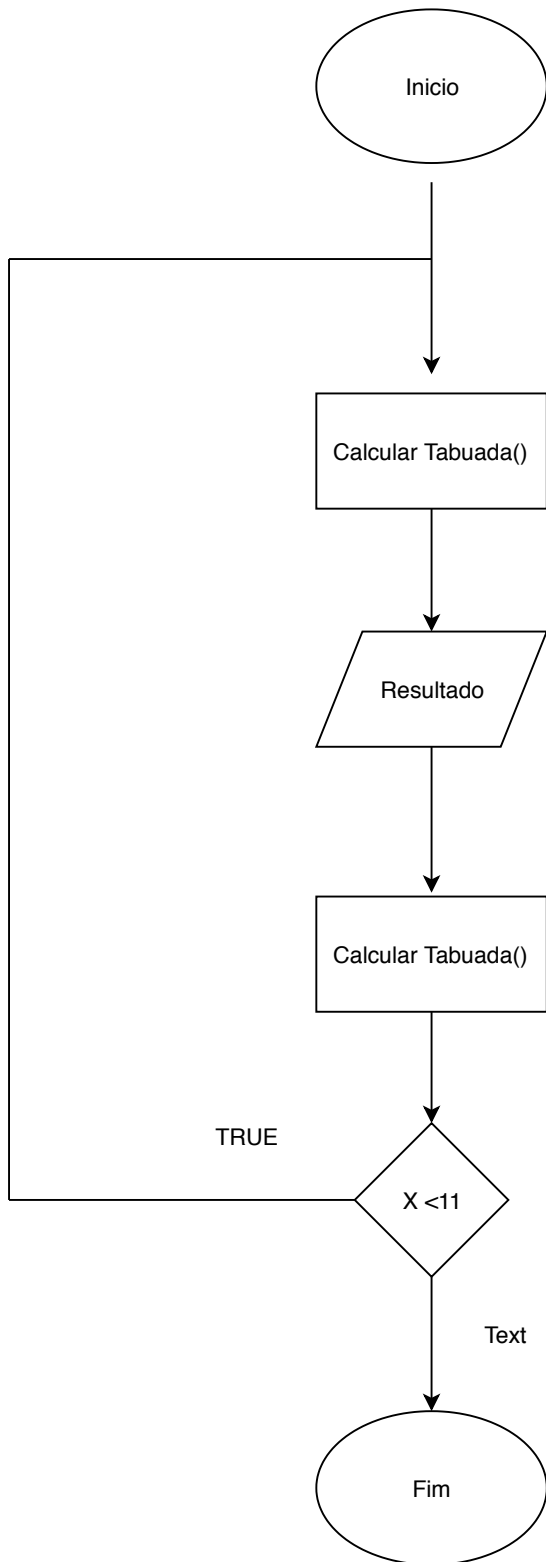 Inicio
Calcular Tabuada()
Resultado
Calcular Tabuada()
TRUE
X <11
Text
Fim